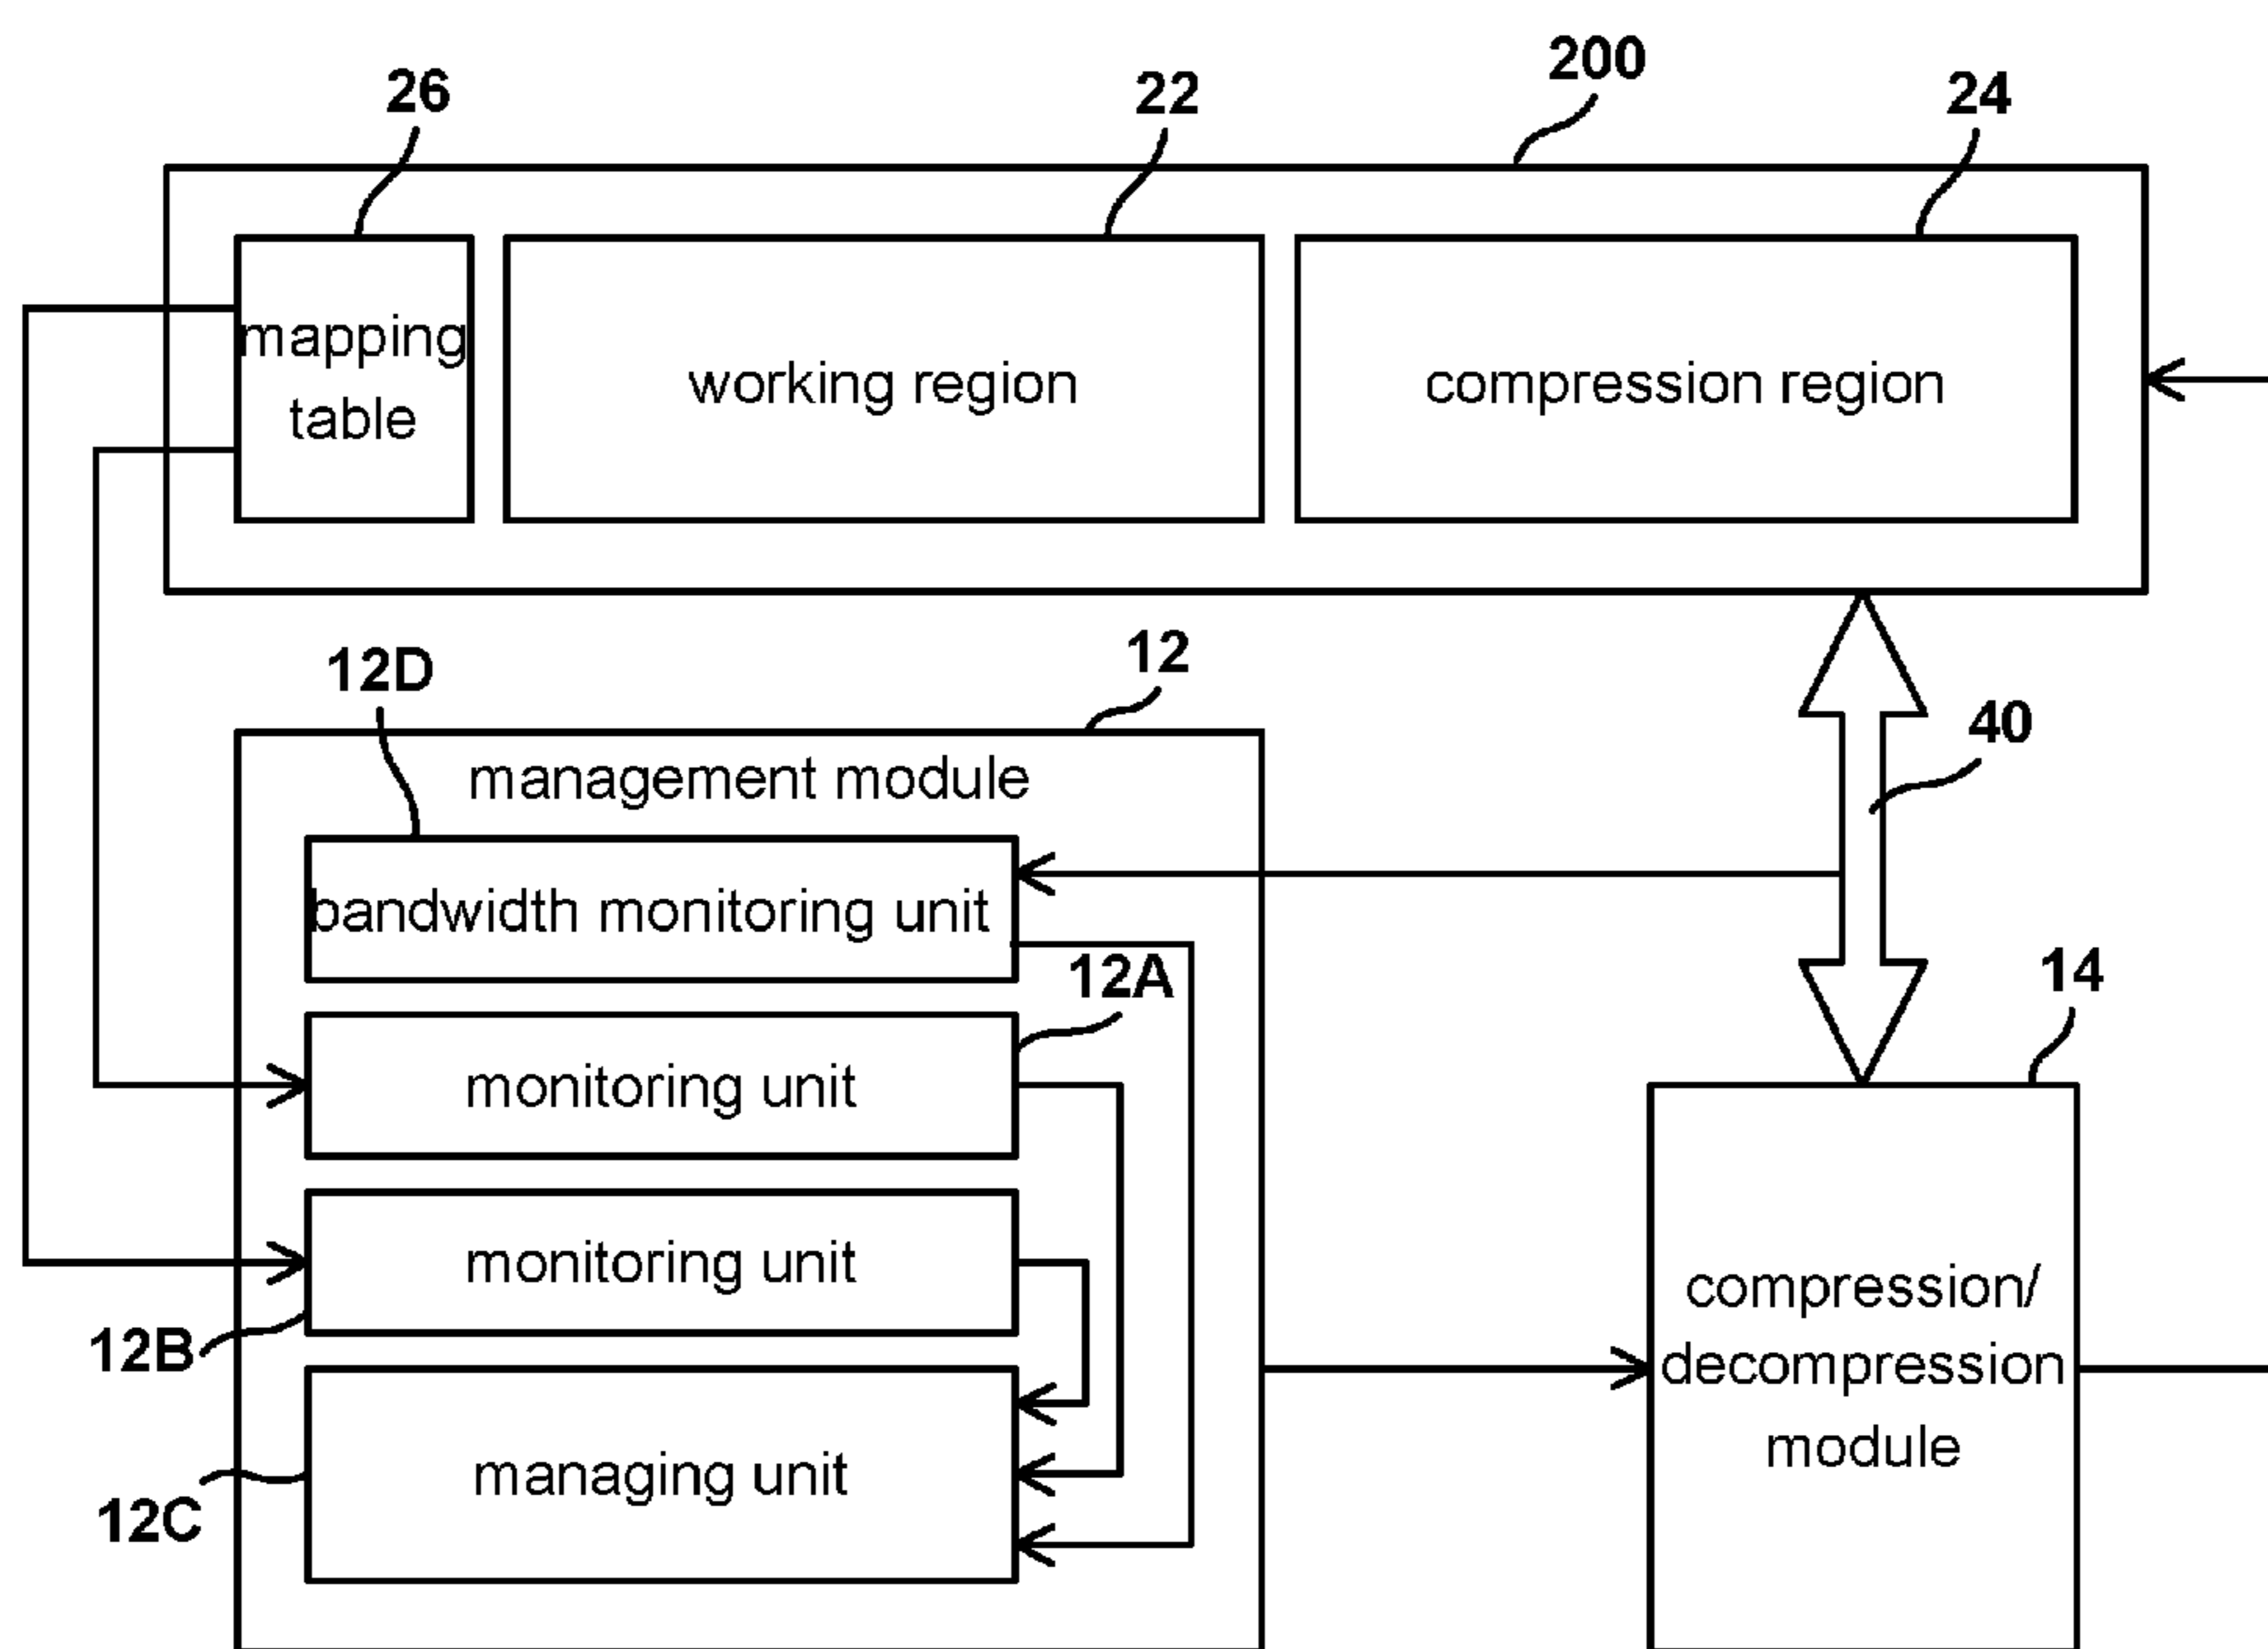 200
26
22
24
mapping
table
working region
compression region
12
12D
40
management module
bandwidth monitoring unit
12A
14
monitoring unit
monitoring unit
12B
compression/
decompression
module
managing unit
12C